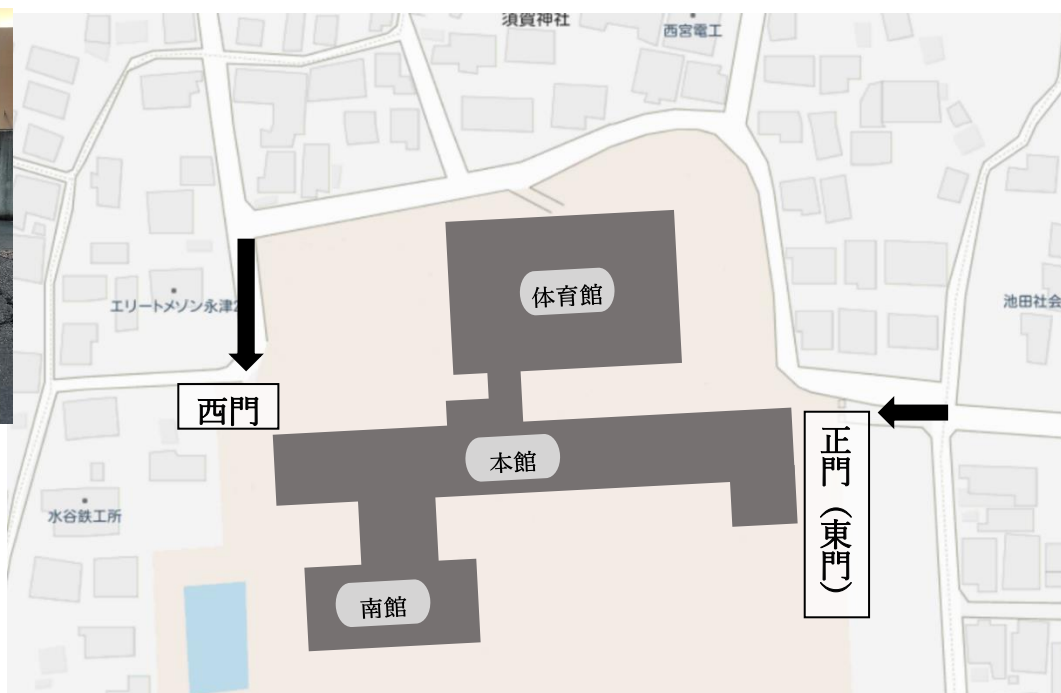 須賀神社
西宮電工
体育館
エリートメゾン永津2
池田社会
西門
正門（東門）
本館
水谷鉄工所
南館